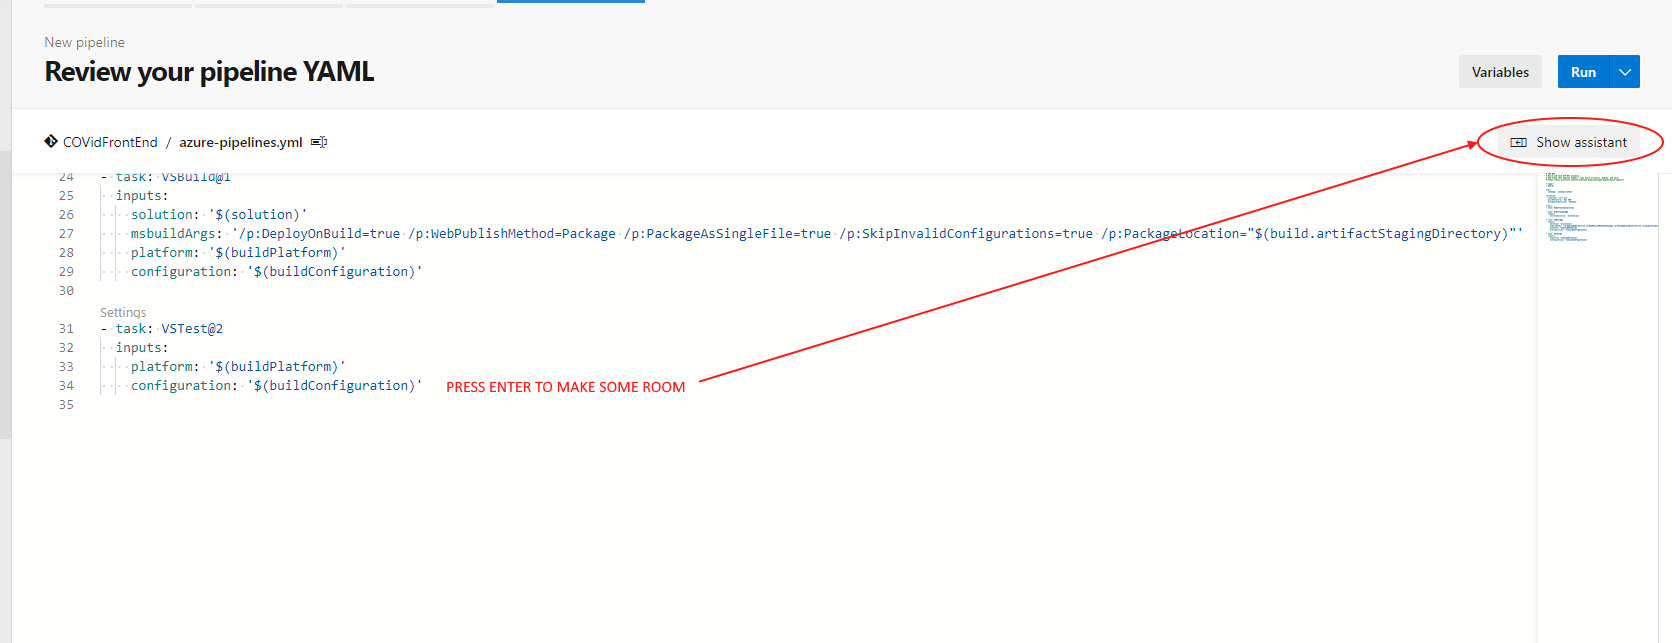 New pipeline
Review your pipeline YAML
Variables
Run
COVidFrontEnd / azure-pipelines.yml
Show assistant
24 - task: VSBuild@1
25 inputs:
26 solution: '$(solution)'
27 msbuildArgs: '/p:DeployOnBuild=true /p:WebPublishMethod=Package /p:PackageAsSingleFile=true /p:SkipInvalidConfigurations=true /p:PackageLocation="$(build.artifactStagingDirectory)"'
28 platform: '$(buildPlatform)'
29 configuration: '$(buildConfiguration)'
30
Settings
31 - task: VSTest@2
32 inputs:
33 platform: '$(buildPlatform)'
34 configuration: '$(buildConfiguration)' PRESS ENTER TO MAKE SOME ROOM
35